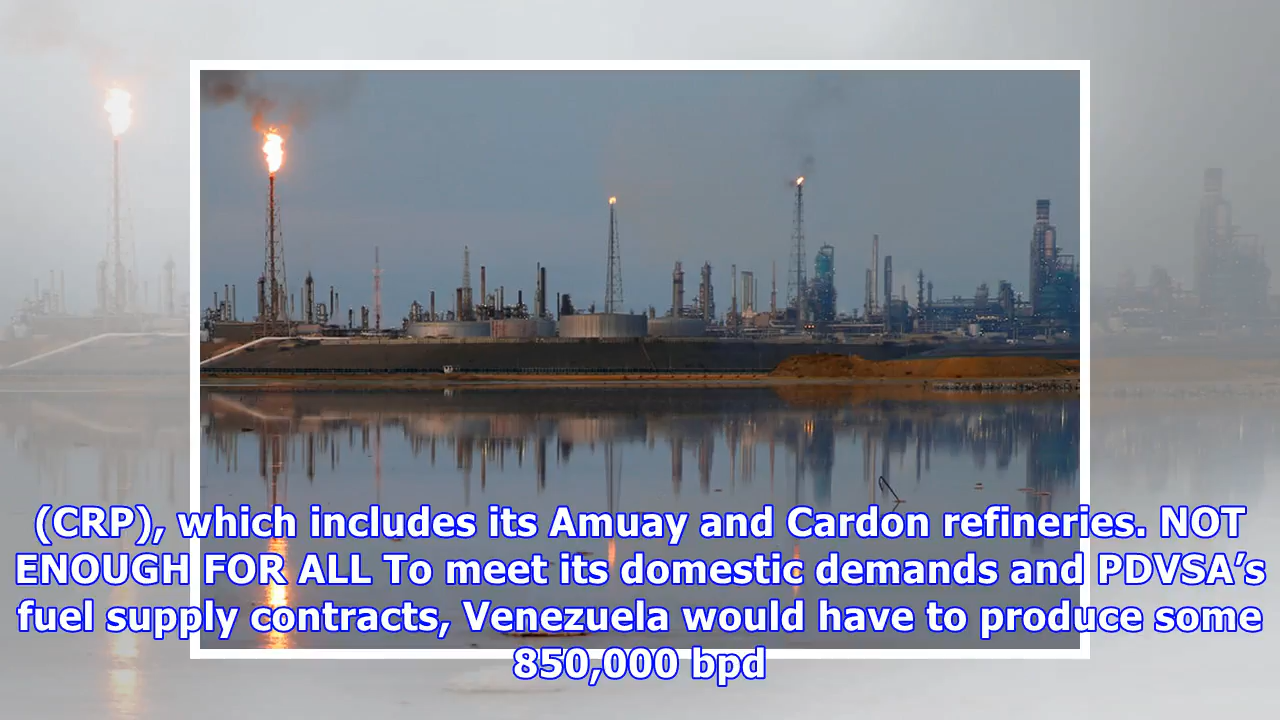 (CRP), which includes its Amuay and Cardon refineries. NOT
ENOUGH FOR ALL To meet its domestic demands and PDVSA’s
fuel supply contracts, Venezuela would have to produce some
850,000 bpd